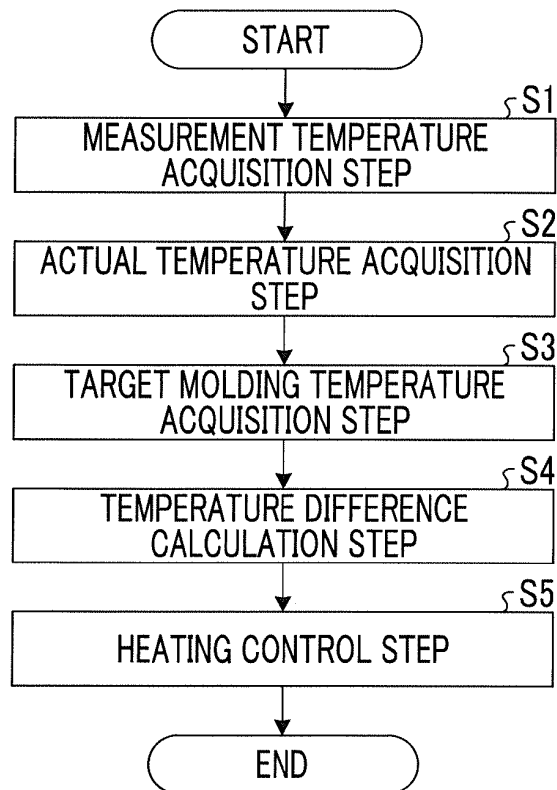 START
S1
MEASUREMENT TEMPERATURE
ACQUISITION STEP
S2
ACTUAL TEMPERATURE ACQUISITION
STEP
S3
TARGET MOLDING TEMPERATURE
ACQUISITION STEP
S4
TEMPERATURE DIFFERENCE
CALCULATION STEP
S5
HEATING CONTROL STEP
END